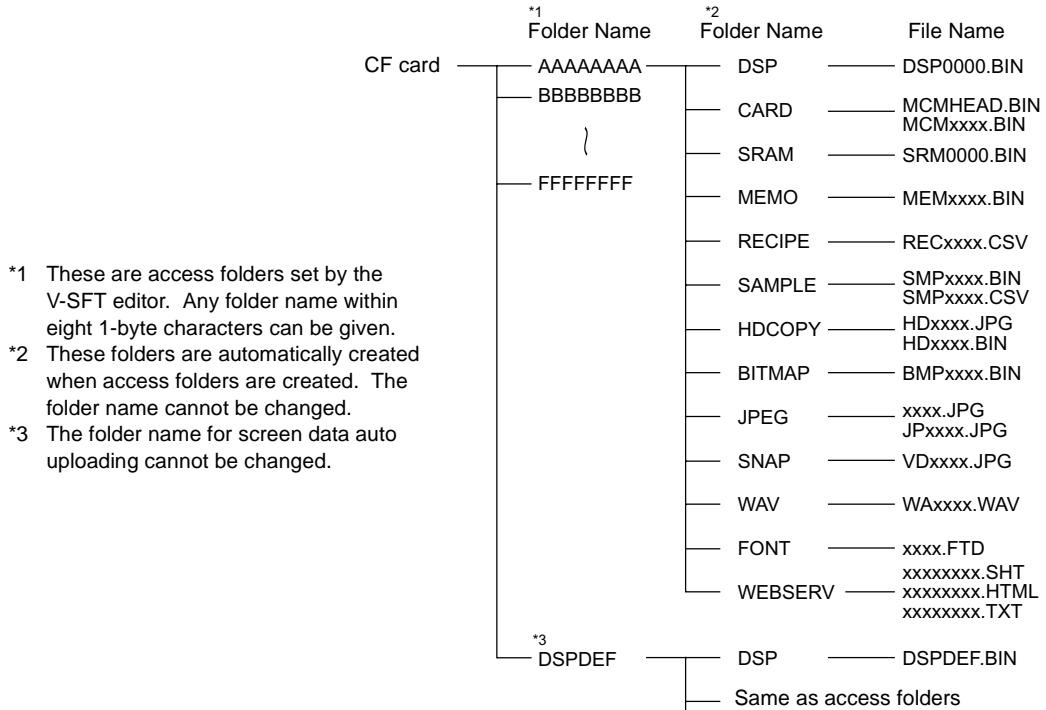 *1 *2
Folder Name Folder Name File Name
CF card AAAAAAAA DSP DSP0000.BIN
BBBBBBBB
CARD MCMHEAD.BIN
MCMxxxx.BIN
SRAM SRM0000.BIN
FFFFFFFF
MEMO MEMxxxx.BIN
RECIPE RECxxxx.CSV
SAMPLE SMPxxxx.BIN
SMPxxxx.CSV
HDCOPY HDxxxx.JPG
HDxxxx.BIN
BITMAP BMPxxxx.BIN
JPEG xxxx.JPG
JPxxxx.JPG
SNAP VDxxxx.JPG
WAV WAxxxx.WAV
FONT xxxx.FTD
WEBSERV xxxxxxxx.SHT
xxxxxxxx.HTML
xxxxxxxx.TXT
*3
DSPDEF DSP DSPDEF.BIN
Same as access folders
*1 These are access folders set by the
V-SFT editor. Any folder name within
eight 1-byte characters can be given.
*2 These folders are automatically created
when access folders are created. The
folder name cannot be changed.
*3 The folder name for screen data auto
uploading cannot be changed.